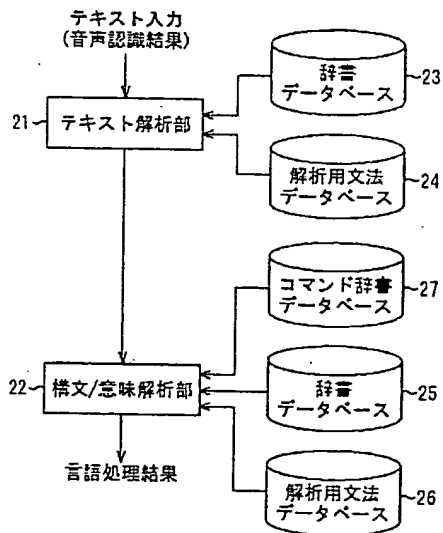 テキスト入力
(音声認識結果)
辞書
データベース
23
21
テキスト解析部
解析用文法
データベース
24
コマンド辞書
データベース
27
22
構文/意味解析部
辞書
データベース
25
言語処理結果
解析用文法
データベース
26